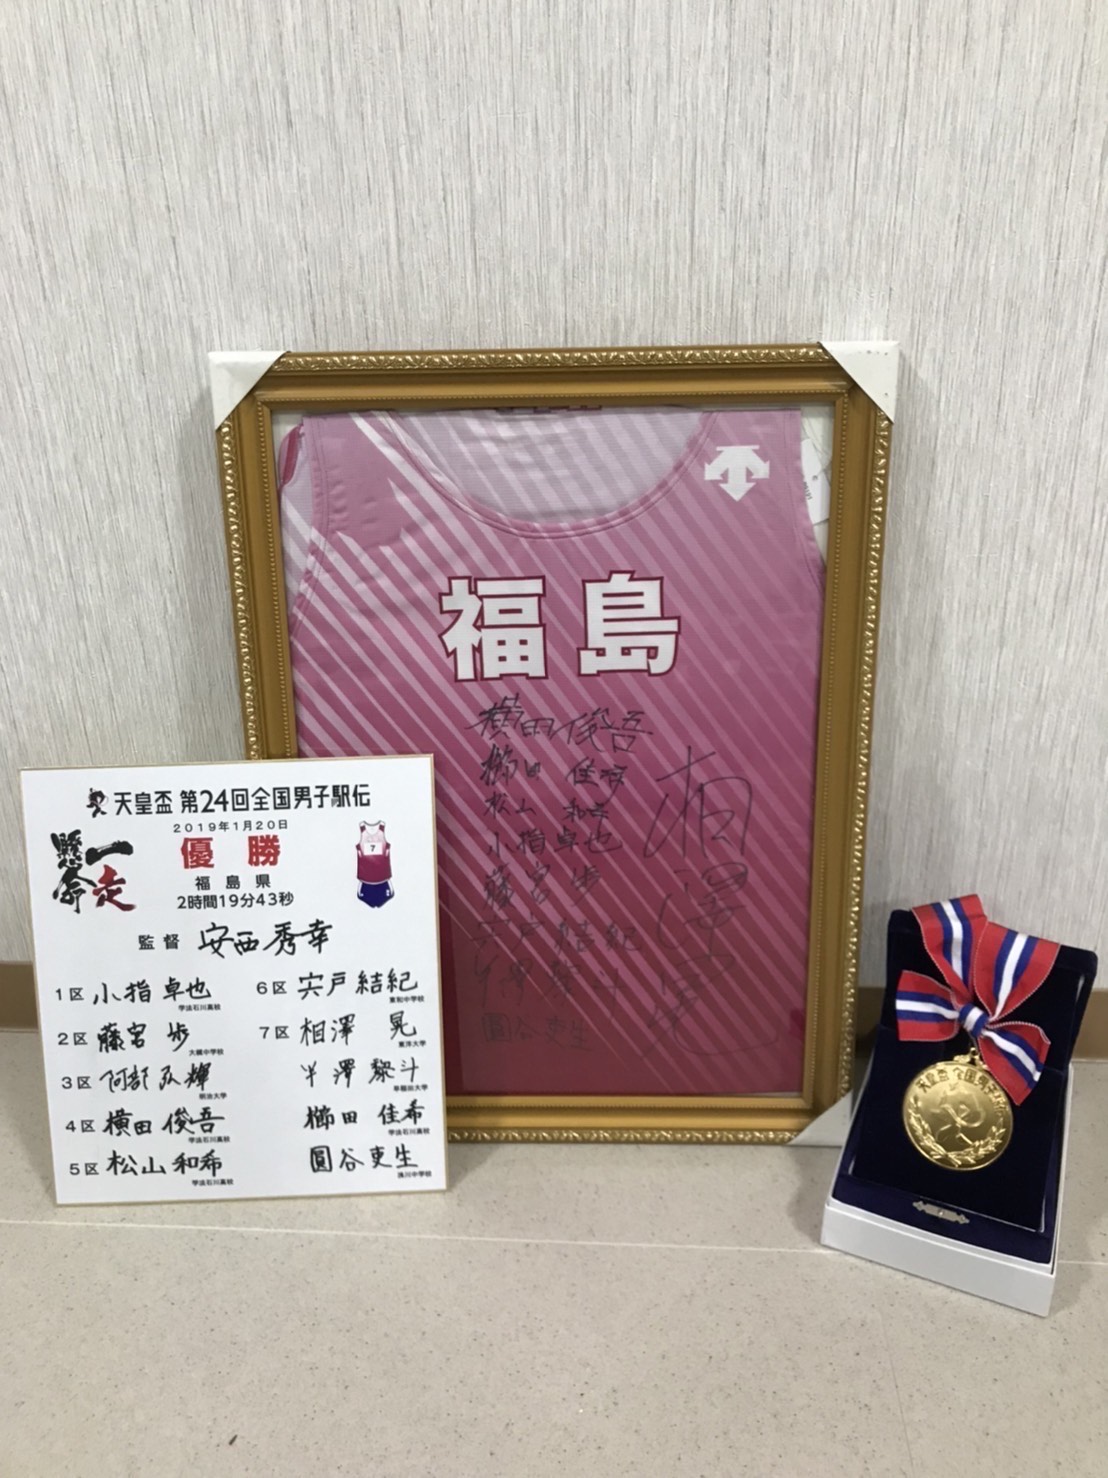 福島
横田俊吾
櫛田 佳希
松山 和希
小指卓也
藤宮 歩
宍戸結紀
半澤黎斗
圓谷吏生
相澤晃
天皇盃 第24回全国男子駅伝
2019年1月20日
一走懸命
優勝
福島県
2時間19分43秒
7
監督 安西秀幸
1区 小指卓也
学法石川高校
2区 藤宮 歩
大槻中学校
3区 阿部弘輝
明治大学
4区 横田俊吾
学法石川高校
5区 松山和希
学法石川高校
6区 宍戸結紀
東和中学校
7区 相澤 晃
東洋大学
半澤黎斗
早稲田大学
櫛田 佳希
学法石川高校
圓谷吏生
浅川中学校
天皇盃 全国男子駅伝